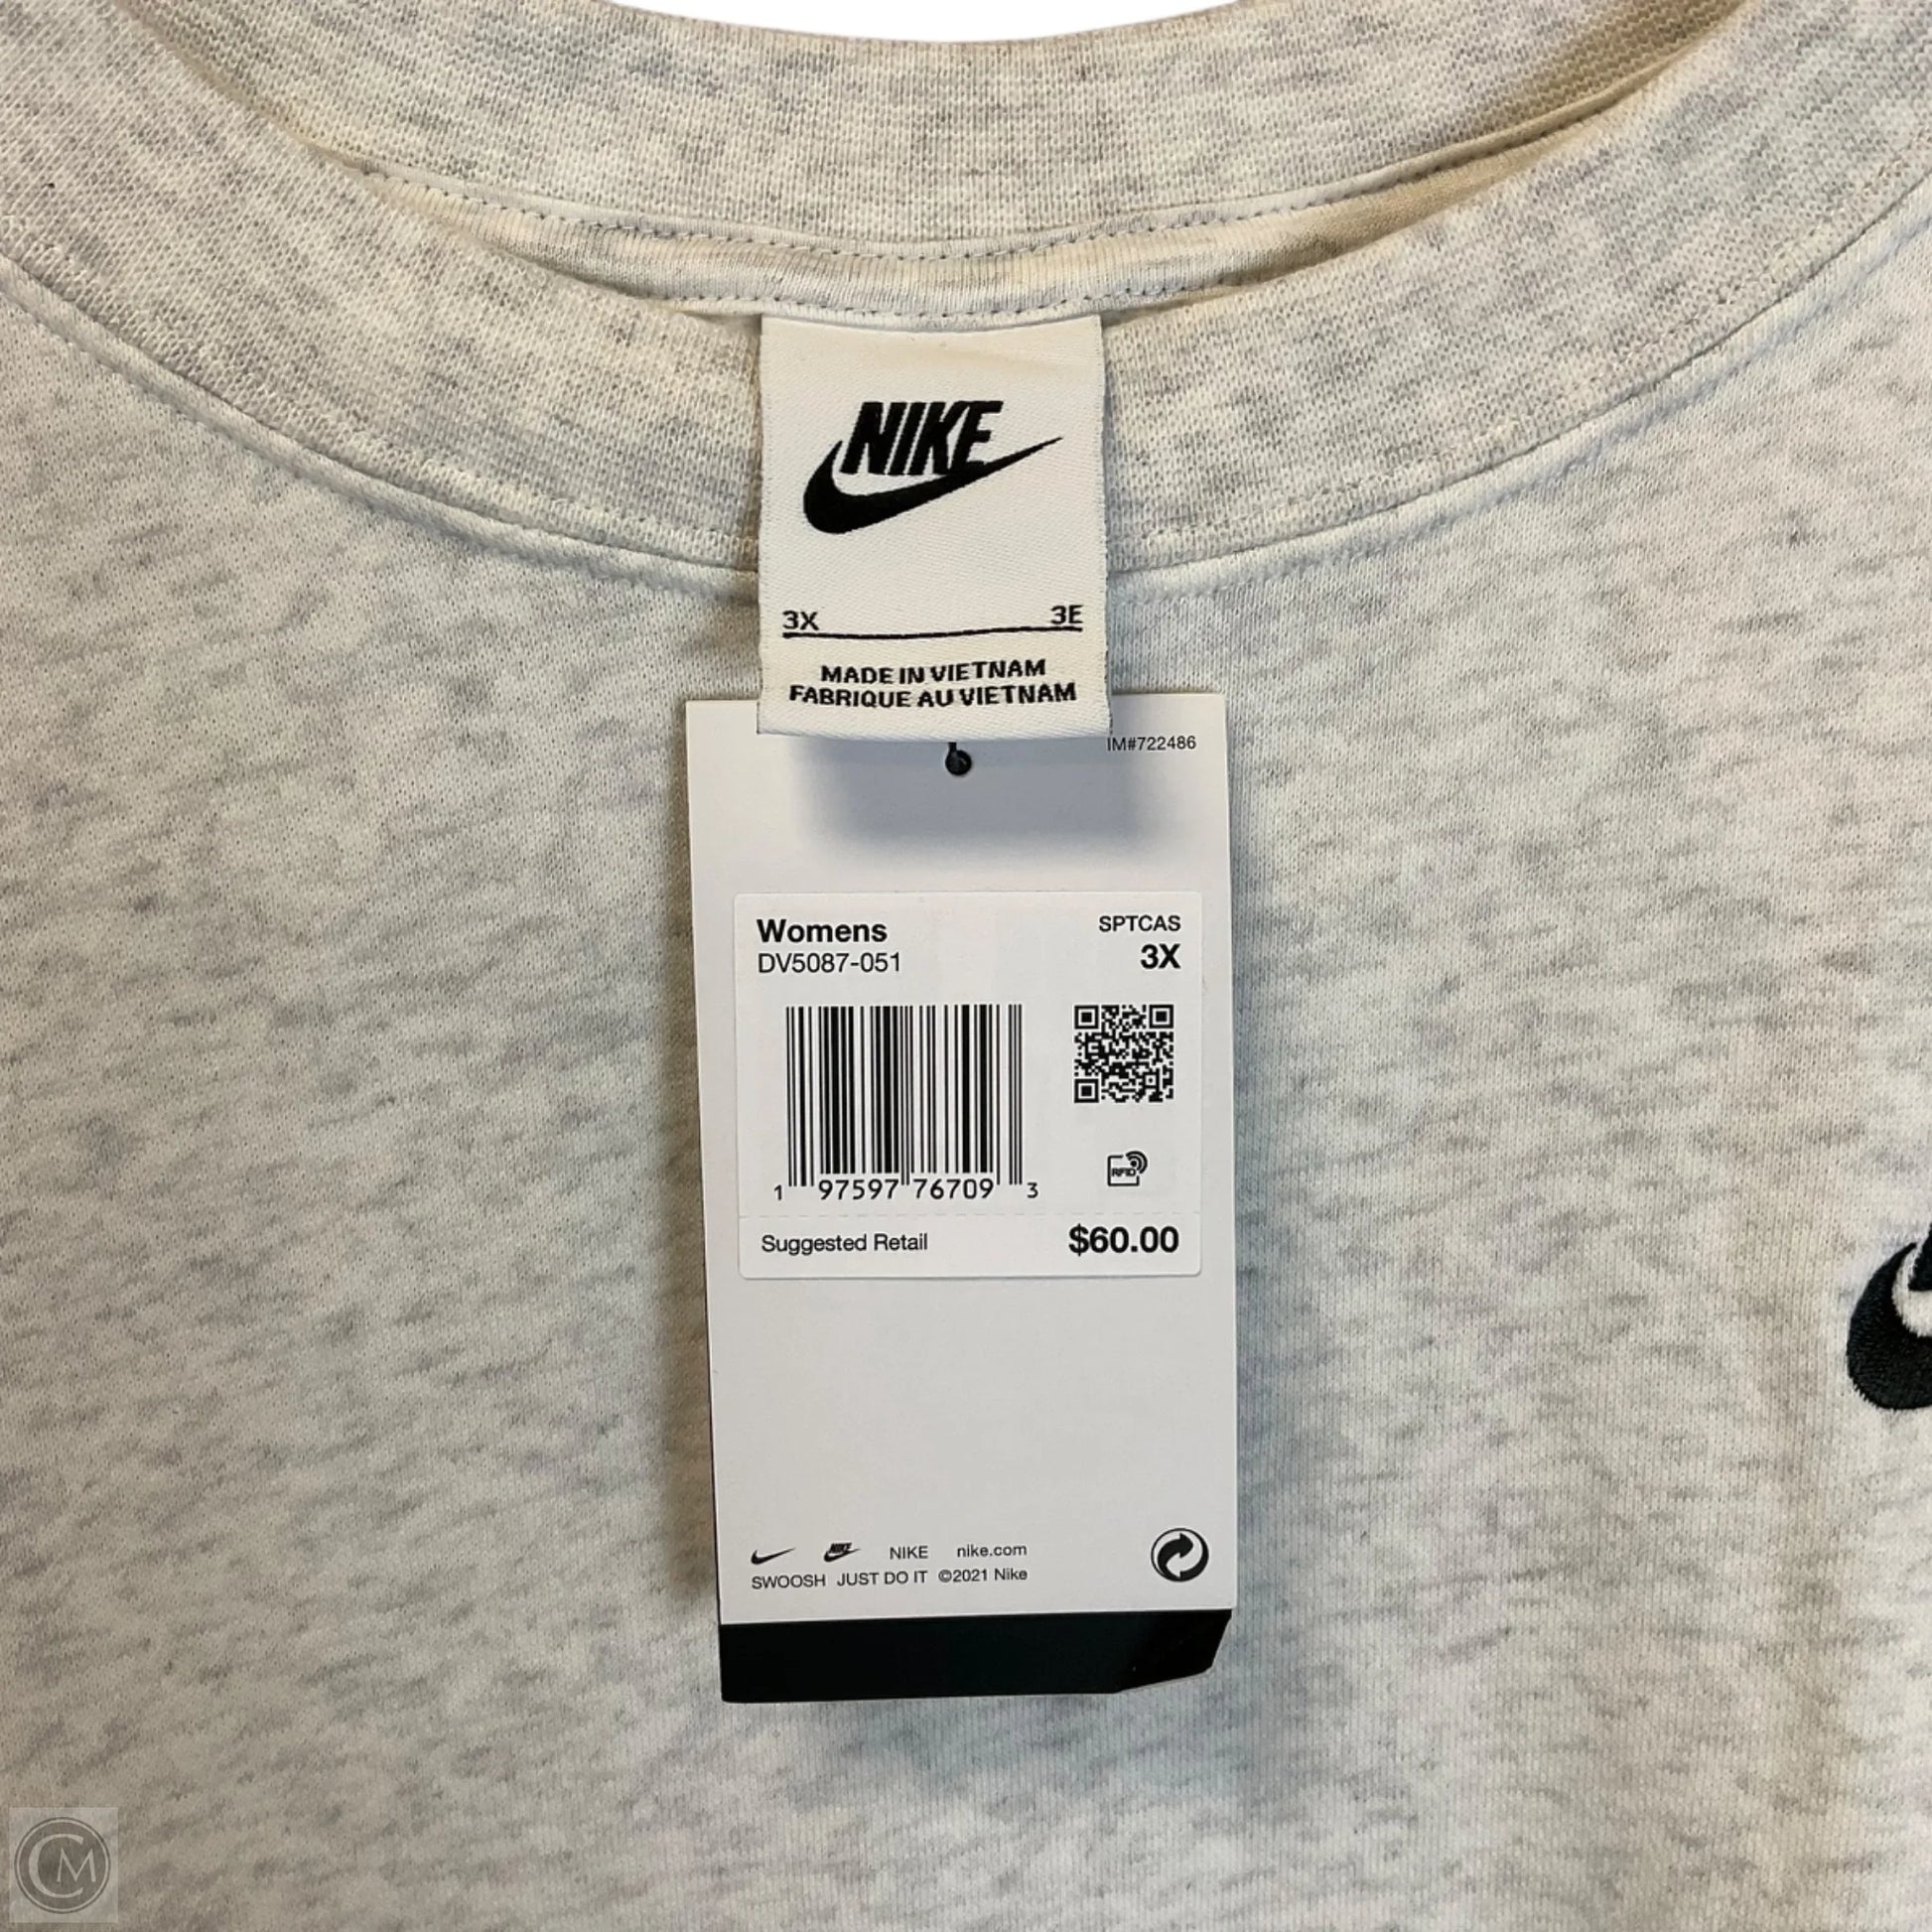 NIKE
3X 3E
MADE IN VIETNAM
FABRIQUE AU VIETNAM
IM#722486
Womens SPTCAS
DV5087-051 3X
RFID
1 97597 76709 3
Suggested Retail $60.00
NIKE NIKE nike.com
SWOOSH JUST DO IT ©2021 Nike
CM